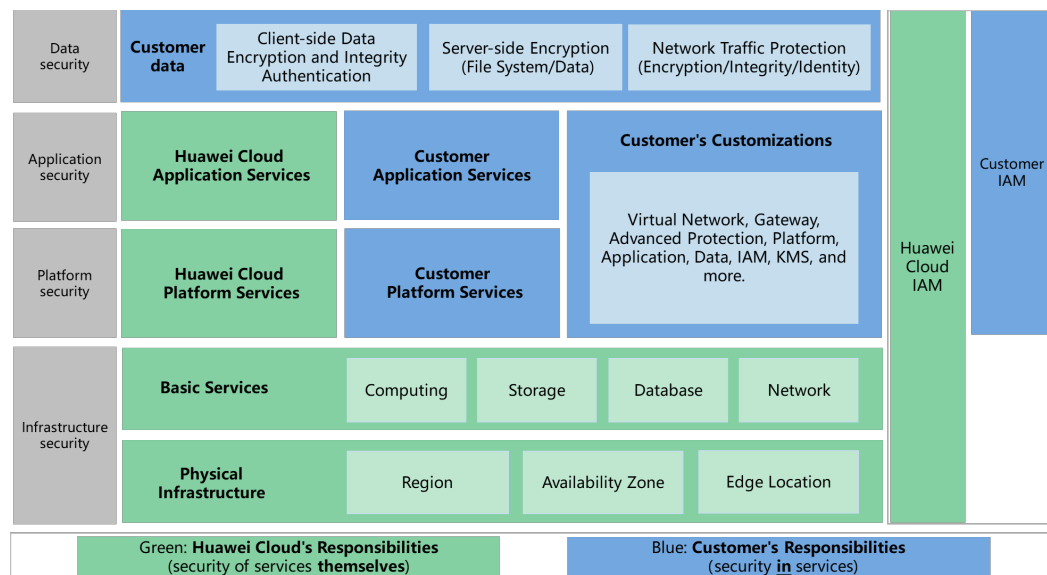 Data
security
Customer
data
Client-side Data
Encryption and Integrity
Authentication
Server-side Encryption
(File System/Data)
Network Traffic Protection
(Encryption/Integrity/Identity)
Application
security
Huawei Cloud
Application Services
Customer
Application Services
Customer's Customizations
Virtual Network, Gateway,
Advanced Protection, Platform,
Application, Data, IAM, KMS, and
more.
Platform
security
Huawei Cloud
Platform Services
Customer
Platform Services
Huawei
Cloud
IAM
Customer
IAM
Infrastructure
security
Basic Services
Computing
Storage
Database
Network
Physical
Infrastructure
Region
Availability Zone
Edge Location
Green: Huawei Cloud's Responsibilities
(security of services themselves)
Blue: Customer's Responsibilities
(security in services)